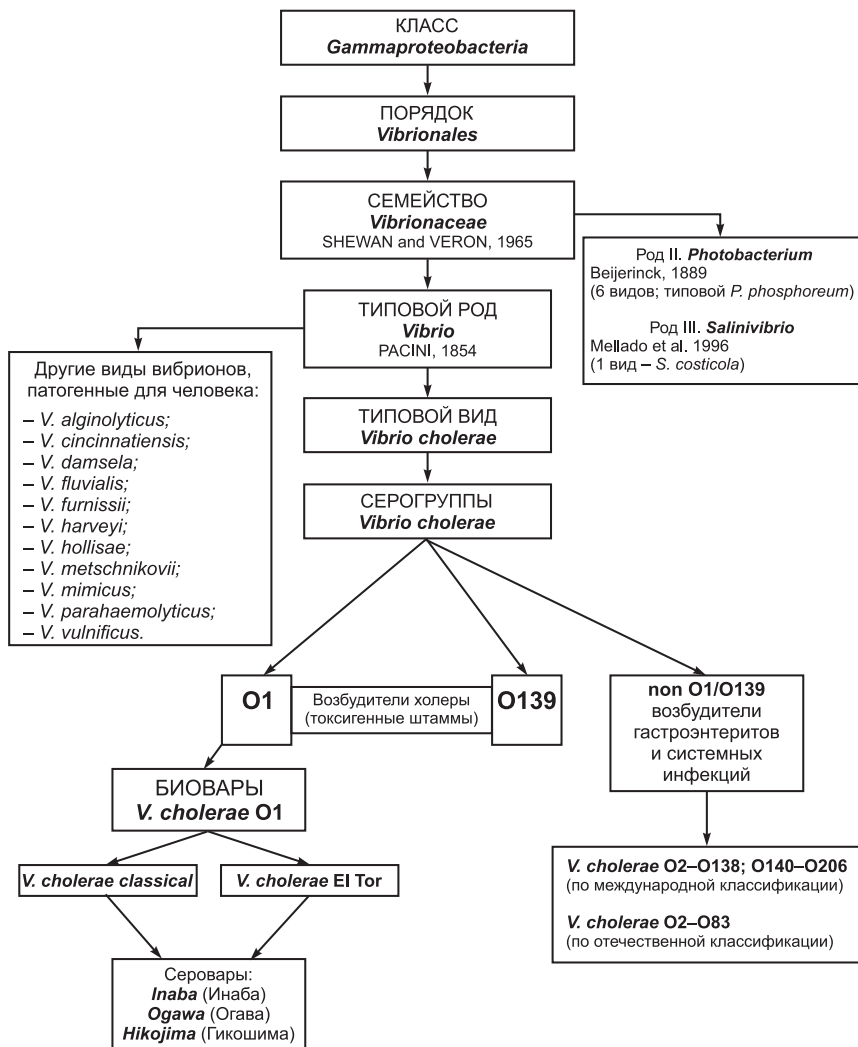 КЛАСС
Gammaproteobacteria
ПОРЯДОК
Vibrionales
СЕМЕЙСТВО
Vibrionaceae
SHEWAN and VERON, 1965
Род II. Photobacterium
Beijerinck, 1889
(6 видов; типовой P. phosphoreum)
Род III. Salinivibrio
Mellado et al. 1996
(1 вид – S. costicola)
ТИПОВОЙ РОД
Vibrio
PACINI, 1854
Другие виды вибрионов,
патогенные для человека:
– V. alginolyticus;
– V. cincinnatiensis;
– V. damsela;
– V. fluvialis;
– V. furnissii;
– V. harveyi;
– V. hollisae;
– V. metschnikovii;
– V. mimicus;
– V. parahaemolyticus;
– V. vulnificus.
ТИПОВОЙ ВИД
Vibrio cholerae
СЕРОГРУППЫ
Vibrio cholerae
O1
Возбудители холеры
(токсигенные штаммы)
O139
non O1/O139
возбудители
гастроэнтеритов
и системных
инфекций
БИОВАРЫ
V. cholerae O1
V. cholerae classical
V. cholerae El Tor
V. cholerae O2–O138; O140–O206
(по международной классификации)
V. cholerae O2–O83
(по отечественной классификации)
Серовары:
Inaba (Инаба)
Ogawa (Огава)
Hikojima (Гикошима)